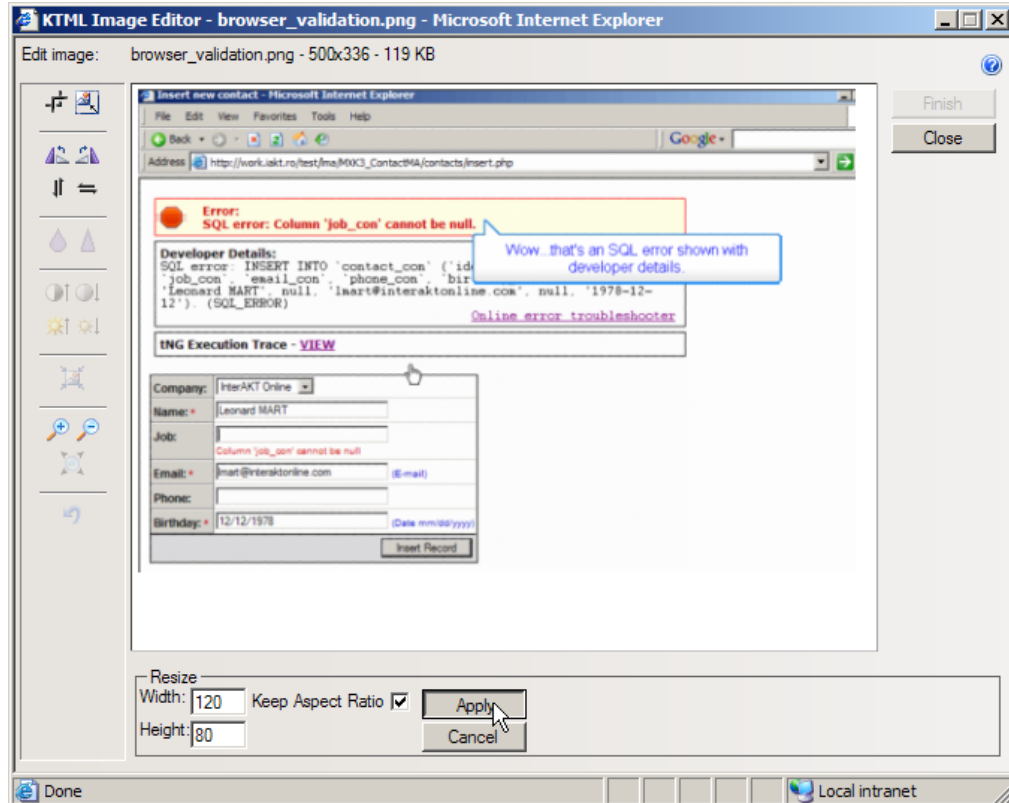 KTML Image Editor - browser_validation.png - Microsoft Internet Explorer
Edit image: browser_validation.png - 500x336 - 119 KB
Finish
Close
Insert new contact - Microsoft Internet Explorer
File Edit View Favorites Tools Help
Back Google
Address http://work.iakt.ro/test/lma/MXK3_ContactMA/contacts/insert.php
Error:
SQL error: Column 'job_con' cannot be null.
Wow...that's an SQL error shown with
developer details.
Developer Details:
SQL error: INSERT INTO `contact_con` (`id
`job_con`, `email_con`, `phone_con`, `bir
'Leonard MART', null, 'lmart@interaktonline.com', null, '1978-12-
12'). (SQL_ERROR)
Online error troubleshooter
tNG Execution Trace - VIEW
Company: InterAKT Online
Name: * Leonard MART
Job:
Column 'job_con' cannot be null
Email: * lmart@interaktonline.com (E-mail)
Phone:
Birthday: * 12/12/1978 (Date mm/dd/yyyy)
Insert Record
Resize
Width: 120 Keep Aspect Ratio Apply
Height: 80 Cancel
Done Local intranet